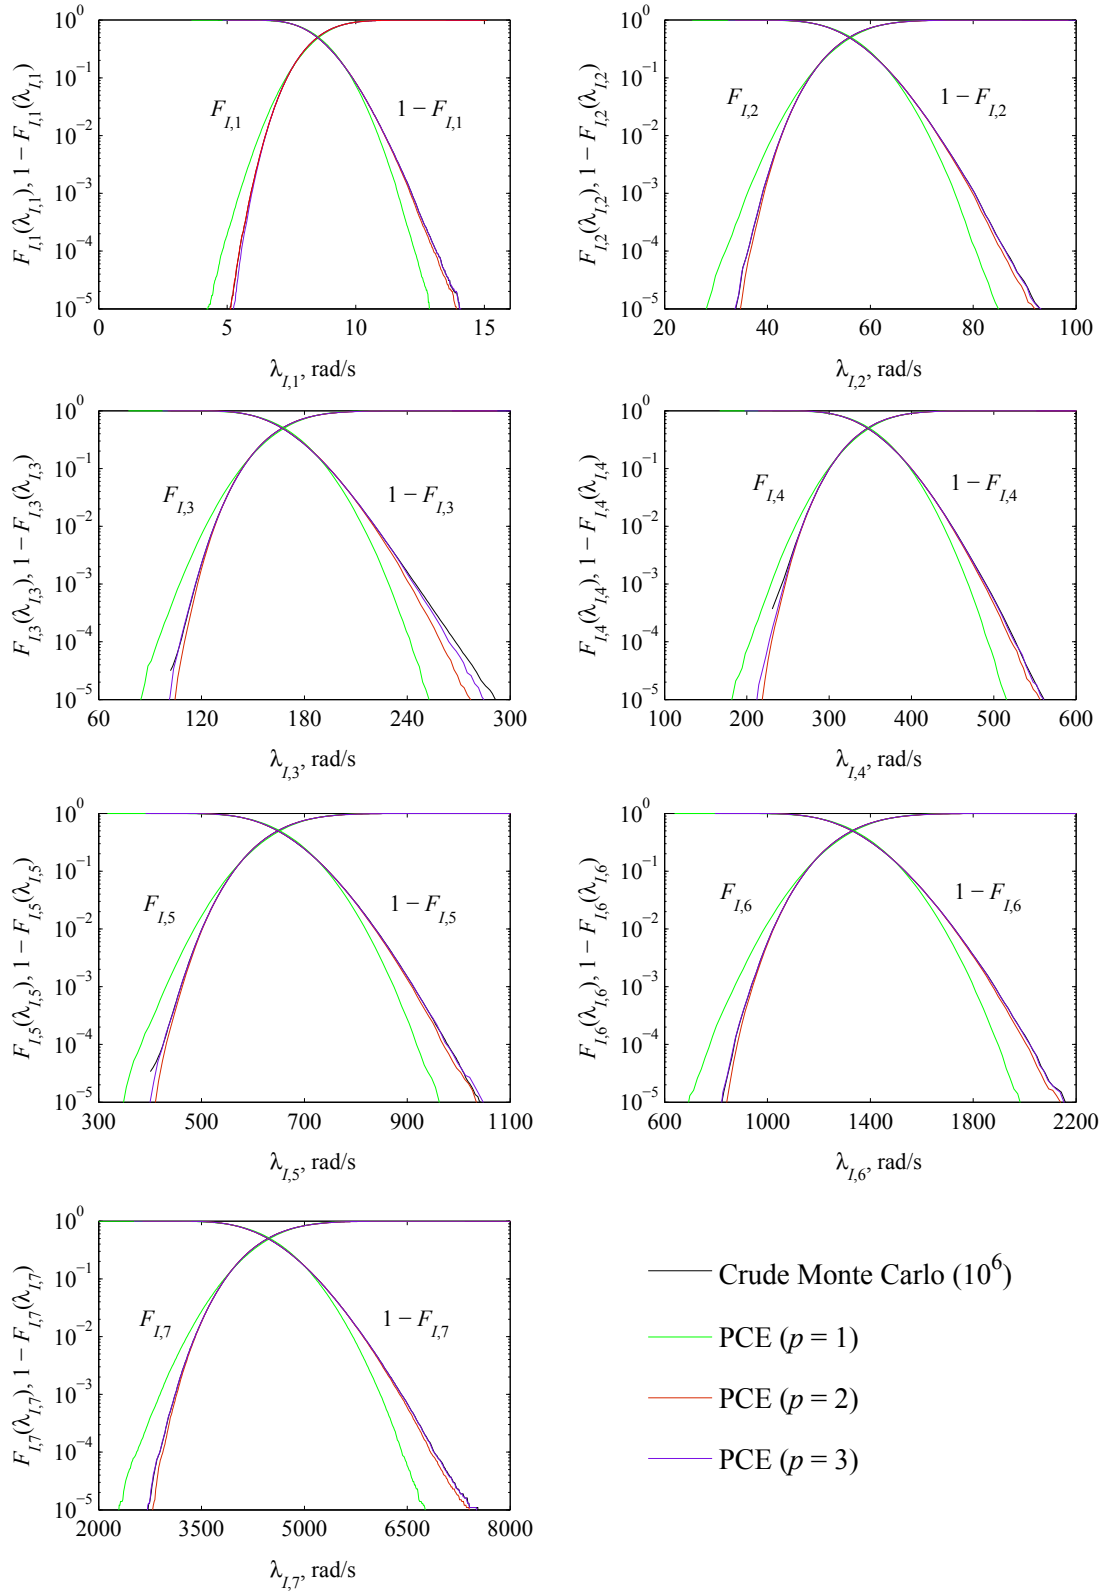 F_{I,1}(λ_{I,1}), 1 − F_{I,1}(λ_{I,1})
10^0
10^-1
10^-2
10^-3
10^-4
10^-5
F_{I,1}
1 − F_{I,1}
0 5 10 15
λ_{I,1}, rad/s
F_{I,2}(λ_{I,2}), 1 − F_{I,2}(λ_{I,2})
10^0
10^-1
10^-2
10^-3
10^-4
10^-5
F_{I,2}
1 − F_{I,2}
20 40 60 80 100
λ_{I,2}, rad/s
F_{I,3}(λ_{I,3}), 1 − F_{I,3}(λ_{I,3})
10^0
10^-1
10^-2
10^-3
10^-4
10^-5
F_{I,3}
1 − F_{I,3}
60 120 180 240 300
λ_{I,3}, rad/s
F_{I,4}(λ_{I,4}), 1 − F_{I,4}(λ_{I,4})
10^0
10^-1
10^-2
10^-3
10^-4
10^-5
F_{I,4}
1 − F_{I,4}
100 200 300 400 500 600
λ_{I,4}, rad/s
F_{I,5}(λ_{I,5}), 1 − F_{I,5}(λ_{I,5})
10^0
10^-1
10^-2
10^-3
10^-4
10^-5
F_{I,5}
1 − F_{I,5}
300 500 700 900 1100
λ_{I,5}, rad/s
F_{I,6}(λ_{I,6}), 1 − F_{I,6}(λ_{I,6})
10^0
10^-1
10^-2
10^-3
10^-4
10^-5
F_{I,6}
1 − F_{I,6}
600 1000 1400 1800 2200
λ_{I,6}, rad/s
F_{I,7}(λ_{I,7}), 1 − F_{I,7}(λ_{I,7})
10^0
10^-1
10^-2
10^-3
10^-4
10^-5
F_{I,7}
1 − F_{I,7}
2000 3500 5000 6500 8000
λ_{I,7}, rad/s
Crude Monte Carlo (10^6)
PCE (p = 1)
PCE (p = 2)
PCE (p = 3)